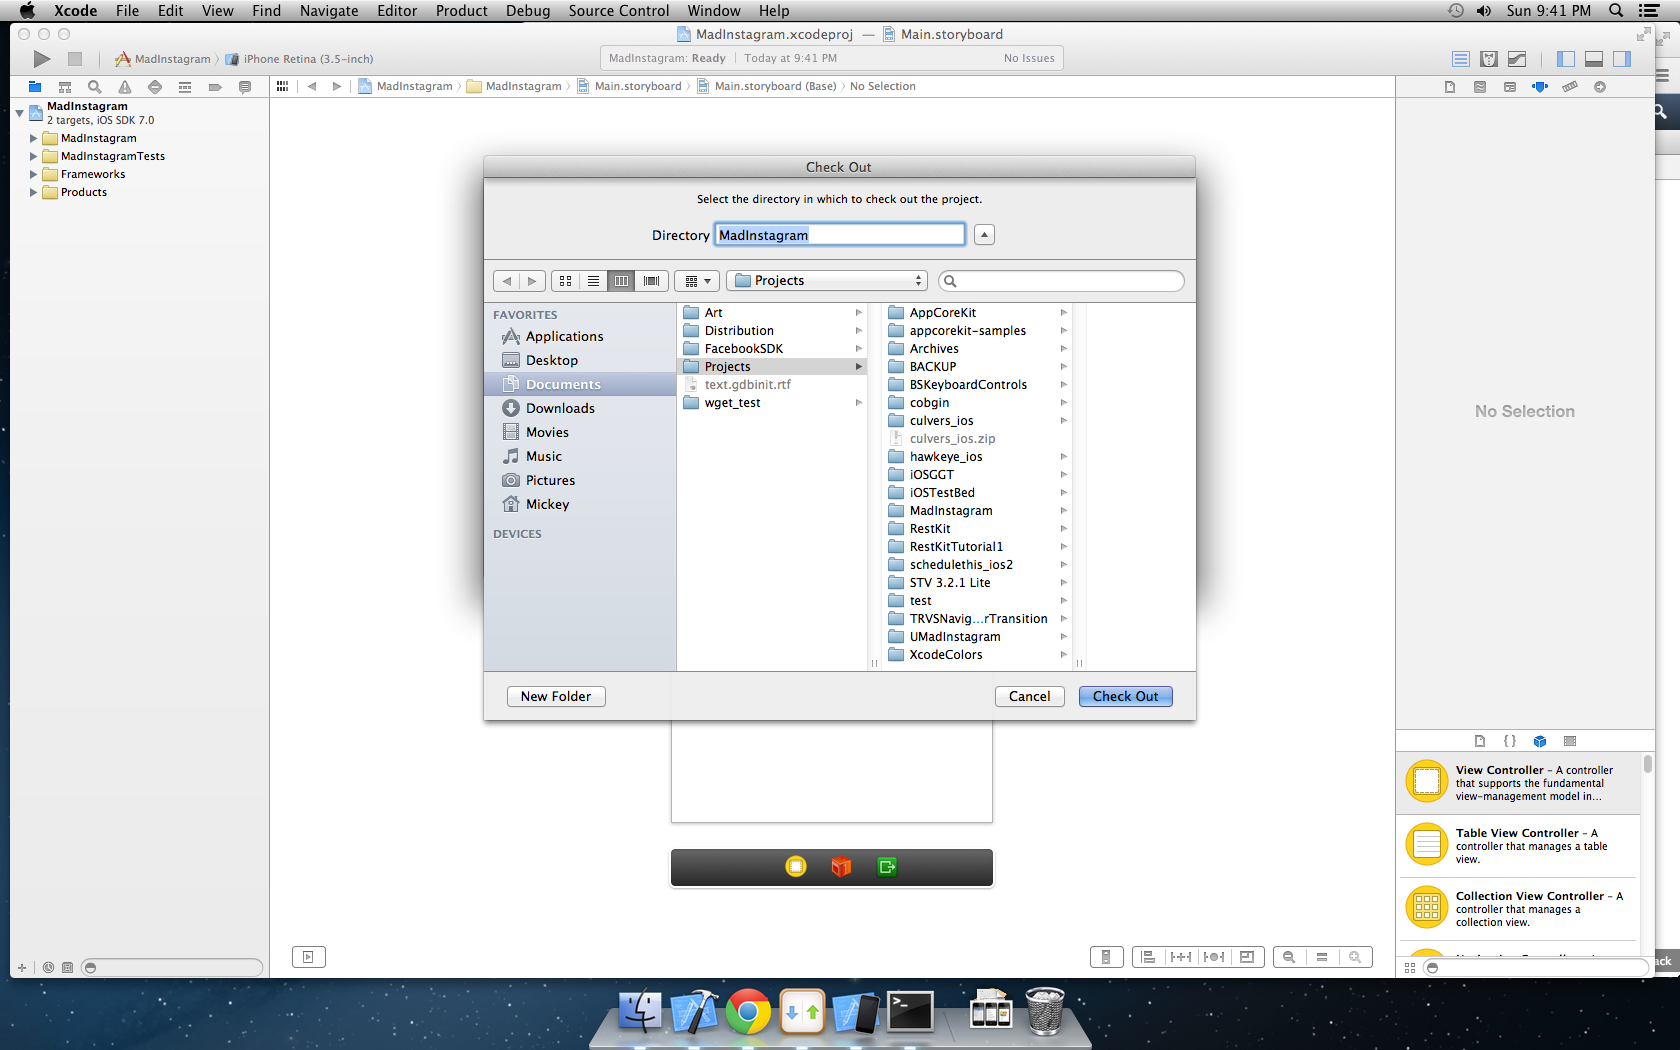 Xcode File Edit View Find Navigate Editor Product Debug Source Control Window Help Sun 9:41 PM
MadInstagram.xcodeproj — Main.storyboard
MadInstagram iPhone Retina (3.5-inch)
MadInstagram: Ready Today at 9:41 PM No Issues
MadInstagram MadInstagram Main.storyboard Main.storyboard (Base) No Selection
MadInstagram
2 targets, iOS SDK 7.0
MadInstagram
MadInstagramTests
Frameworks
Products
Check Out
Select the directory in which to check out the project.
Directory MadInstagram
Projects
FAVORITES
Applications
Desktop
Documents
Downloads
Movies
Music
Pictures
Mickey
DEVICES
Art
Distribution
FacebookSDK
Projects
text.gdbinit.rtf
wget_test
AppCoreKit
appcorekit-samples
Archives
BACKUP
BSKeyboardControls
cobgin
culvers_ios
culvers_ios.zip
hawkeye_ios
iOSGGT
iOSTestBed
MadInstagram
RestKit
RestKitTutorial1
schedulethis_ios2
STV 3.2.1 Lite
test
TRVSNavig...rTransition
UMadInstagram
XcodeColors
New Folder Cancel Check Out
No Selection
View Controller – A controller
that supports the fundamental
view-management model in...
Table View Controller – A
controller that manages a table
view.
Collection View Controller – A
controller that manages a
collection view.